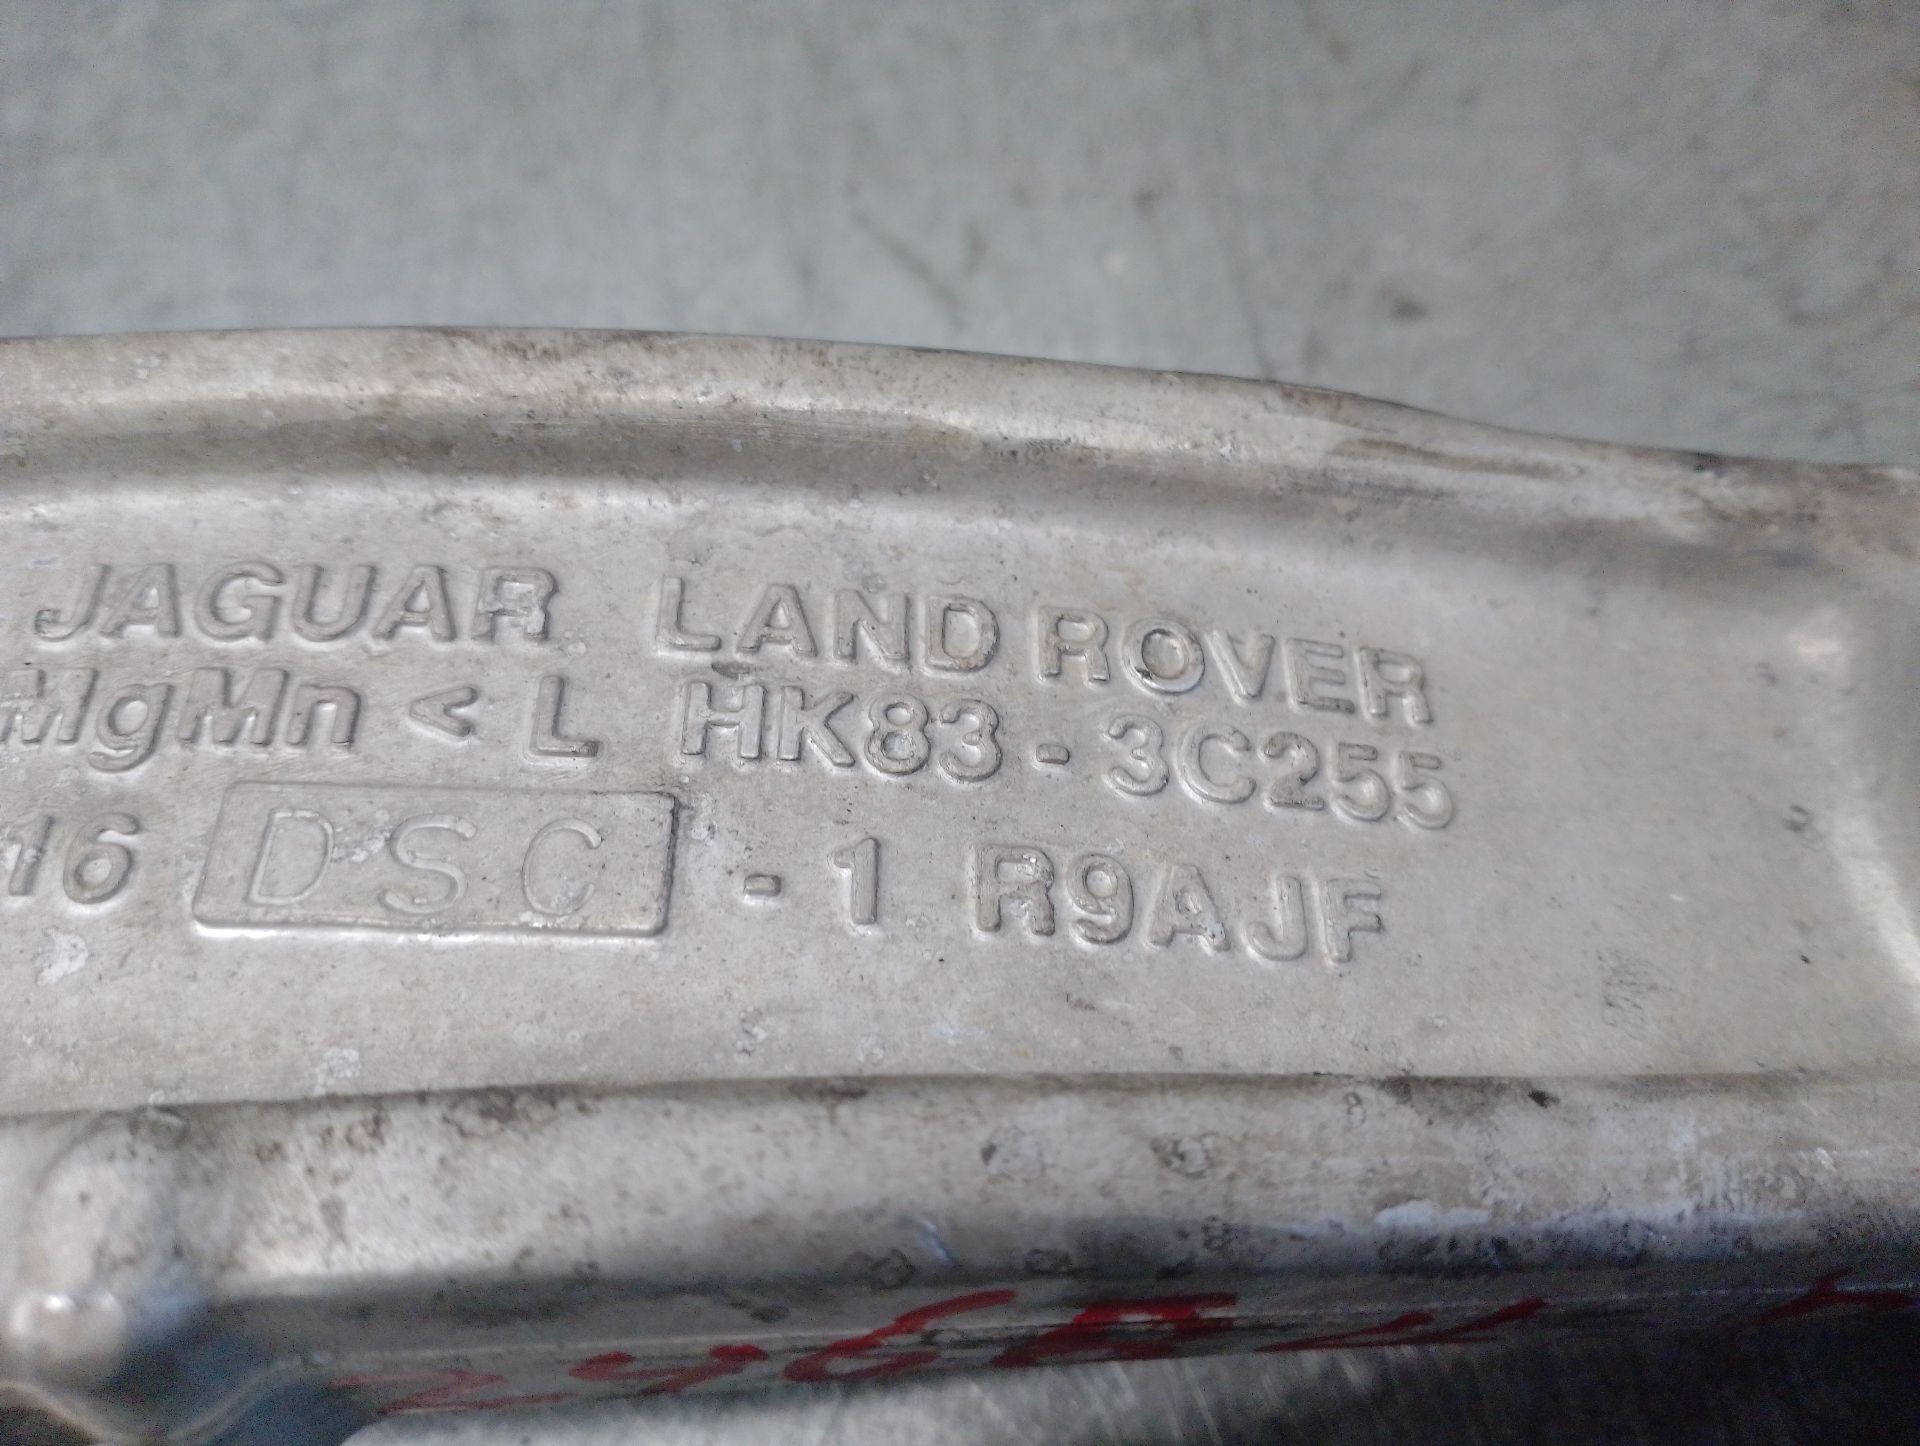 JAGUAR LAND ROVER
MgMn < L HK83 - 3C255
16 DSC - 1 R9AJF